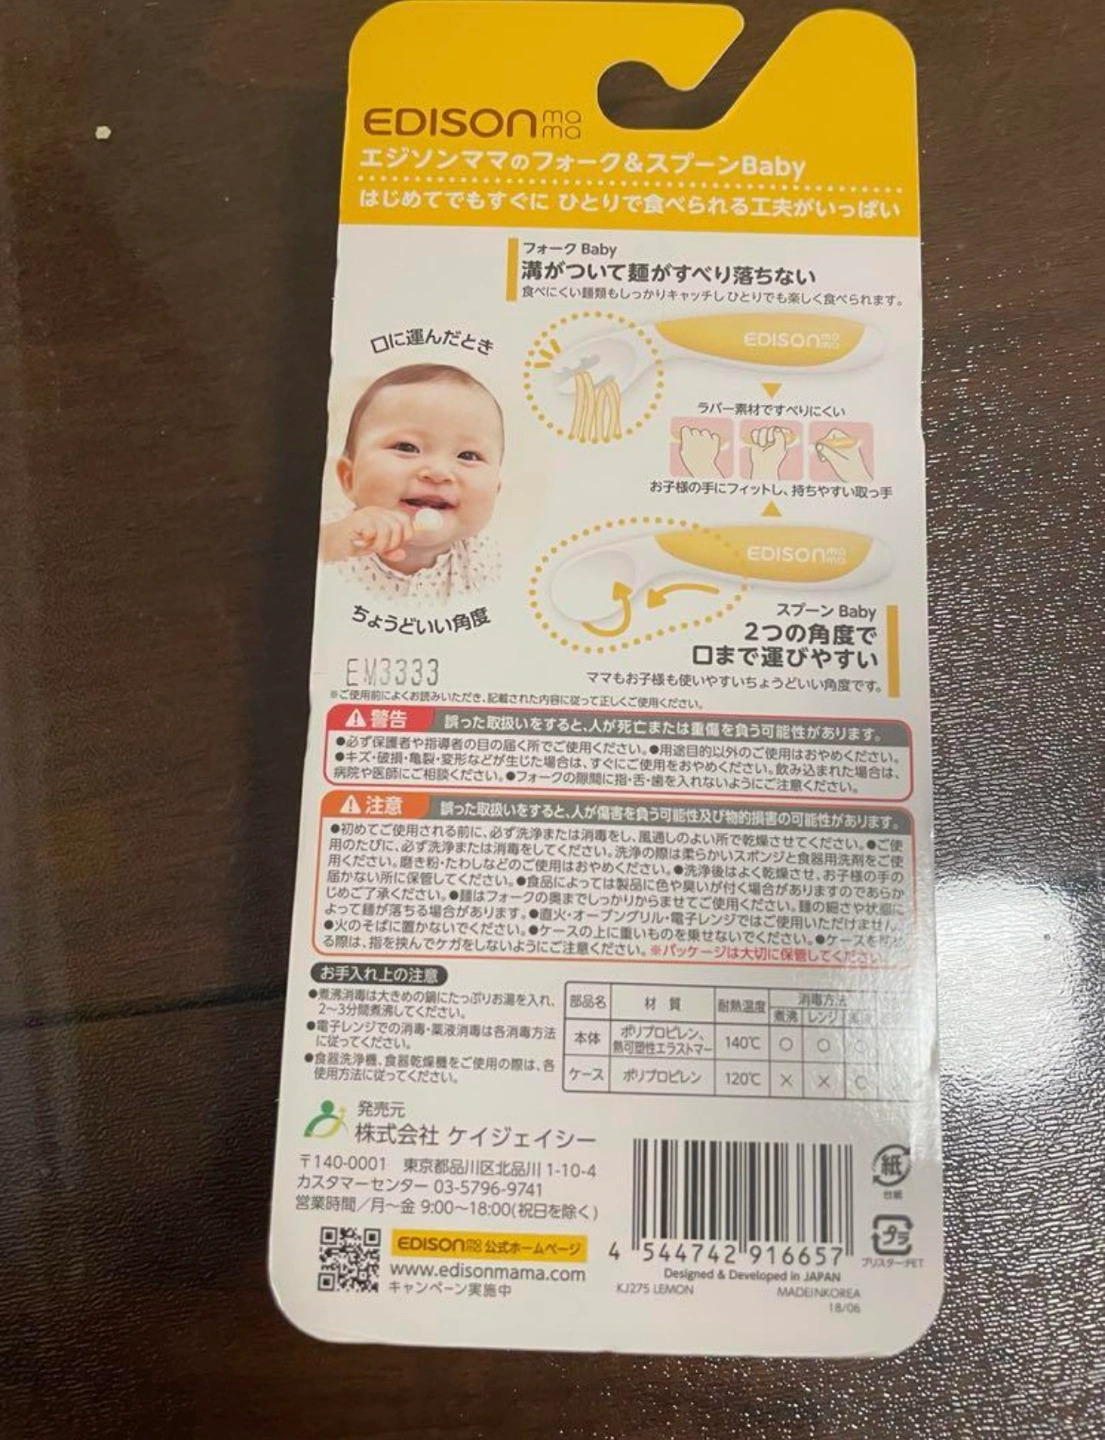 EDISONmama
エジソンママのフォーク&スプーンBaby
はじめてでもすぐに ひとりで食べられる工夫がいっぱい
フォーク Baby
溝がついて麺がすべり落ちない
食べにくい麺類もしっかりキャッチし ひとりでも楽しく食べられます。
口に運んだとき
EDISONmama
ラバー素材ですべりにくい
お子様の手にフィットし、持ちやすい取っ手
EDISONmama
ちょうどいい角度
スプーン Baby
2つの角度で
口まで運びやすい
ママもお子様も使いやすいちょうどいい角度です。
EM3333
※ご使用前によくお読みいただき、記載された内容に従って正しくご使用ください。
警告 誤った取扱いをすると、人が死亡または重傷を負う可能性があります。
●必ず保護者や指導者の目の届く所でご使用ください。●用途目的以外のご使用はおやめください。
●キズ・破損・亀裂・変形などが生じた場合は、すぐにご使用をおやめください。飲み込まれた場合は、
病院や医師にご相談ください。●フォークの隙間に指・舌・歯を入れないようにご注意ください。
注意 誤った取扱いをすると、人が傷害を負う可能性及び物的損害の可能性があります。
●初めてご使用される前に、必ず洗浄または消毒をし、風通しのよい所で乾燥させてください。●ご使
用のたびに、必ず洗浄または消毒をしてください。洗浄の際は柔らかいスポンジと食器用洗剤をご使
用ください。磨き粉・たわしなどのご使用はおやめください。●洗浄後はよく乾燥させ、お子様の手の
届かない所に保管してください。●食品によっては製品に色や臭いが付く場合がありますのであらか
じめご了承ください。●麺はフォークの奥までしっかりからませてご使用ください。麺の細さや状態に
よって麺が落ちる場合があります。●直火・オーブングリル・電子レンジではご使用いただけません。
●火のそばに置かないでください。●ケースの上に重いものを乗せないでください。●ケースを閉め
る際は、指を挟んでケガをしないようにご注意ください。※パッケージは大切に保管してください。
お手入れ上の注意
●煮沸消毒は大きめの鍋にたっぷりお湯を入れ、
2〜3分間煮沸してください。
●電子レンジでの消毒・薬液消毒は各消毒方法
に従ってください。
●食器洗浄機、食器乾燥機をご使用の際は、各
使用方法に従ってください。
部品名 材質 耐熱温度 消毒方法
煮沸 レンジ 薬液
本体 ポリプロピレン、熱可塑性エラストマー 140℃ ○ ○ ○
ケース ポリプロピレン 120℃ × × ○
発売元
株式会社 ケイジェイシー
〒140-0001 東京都品川区北品川 1-10-4
カスタマーセンター 03-5796-9741
営業時間／月〜金 9:00〜18:00(祝日を除く)
EDISONmama 公式ホームページ
www.edisonmama.com
キャンペーン実施中
4 544742 916657
Designed & Developed in JAPAN
KJ275 LEMON
MADEINKOREA
18/06
紙
台紙
プラ
ブリスター:PET